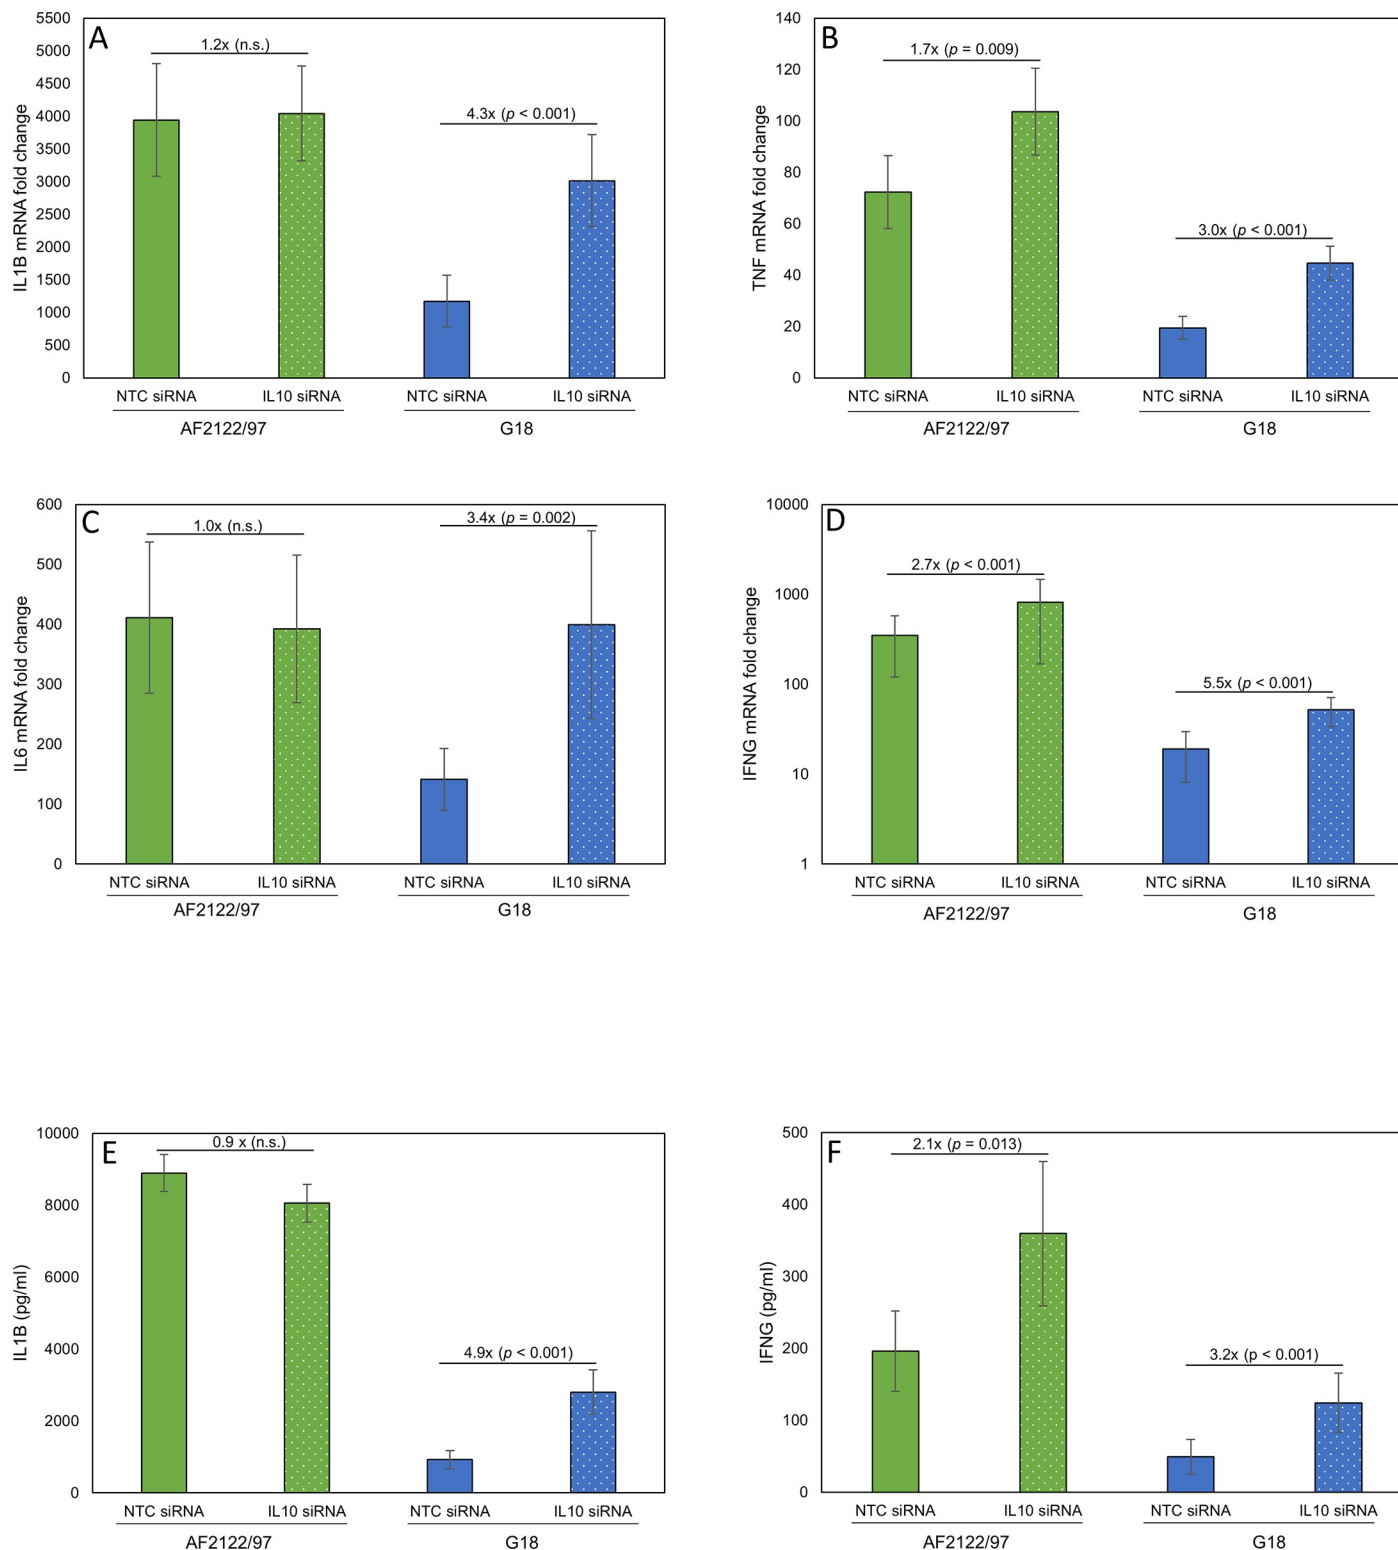 A
1.2x (n.s.)
4.3x (p < 0.001)
IL1B mRNA fold change
5500
5000
4500
4000
3500
3000
2500
2000
1500
1000
500
0
NTC siRNA IL10 siRNA NTC siRNA IL10 siRNA
AF2122/97 G18
B
1.7x (p = 0.009)
3.0x (p < 0.001)
TNF mRNA fold change
140
120
100
80
60
40
20
0
NTC siRNA IL10 siRNA NTC siRNA IL10 siRNA
AF2122/97 G18
C
1.0x (n.s.)
3.4x (p = 0.002)
IL6 mRNA fold change
600
500
400
300
200
100
0
NTC siRNA IL10 siRNA NTC siRNA IL10 siRNA
AF2122/97 G18
D
2.7x (p < 0.001)
5.5x (p < 0.001)
IFNG mRNA fold change
10000
1000
100
10
1
NTC siRNA IL10 siRNA NTC siRNA IL10 siRNA
AF2122/97 G18
E
0.9 x (n.s.)
4.9x (p < 0.001)
IL1B (pg/ml)
10000
8000
6000
4000
2000
0
NTC siRNA IL10 siRNA NTC siRNA IL10 siRNA
AF2122/97 G18
F
2.1x (p = 0.013)
3.2x (p < 0.001)
IFNG (pg/ml)
500
400
300
200
100
0
NTC siRNA IL10 siRNA NTC siRNA IL10 siRNA
AF2122/97 G18